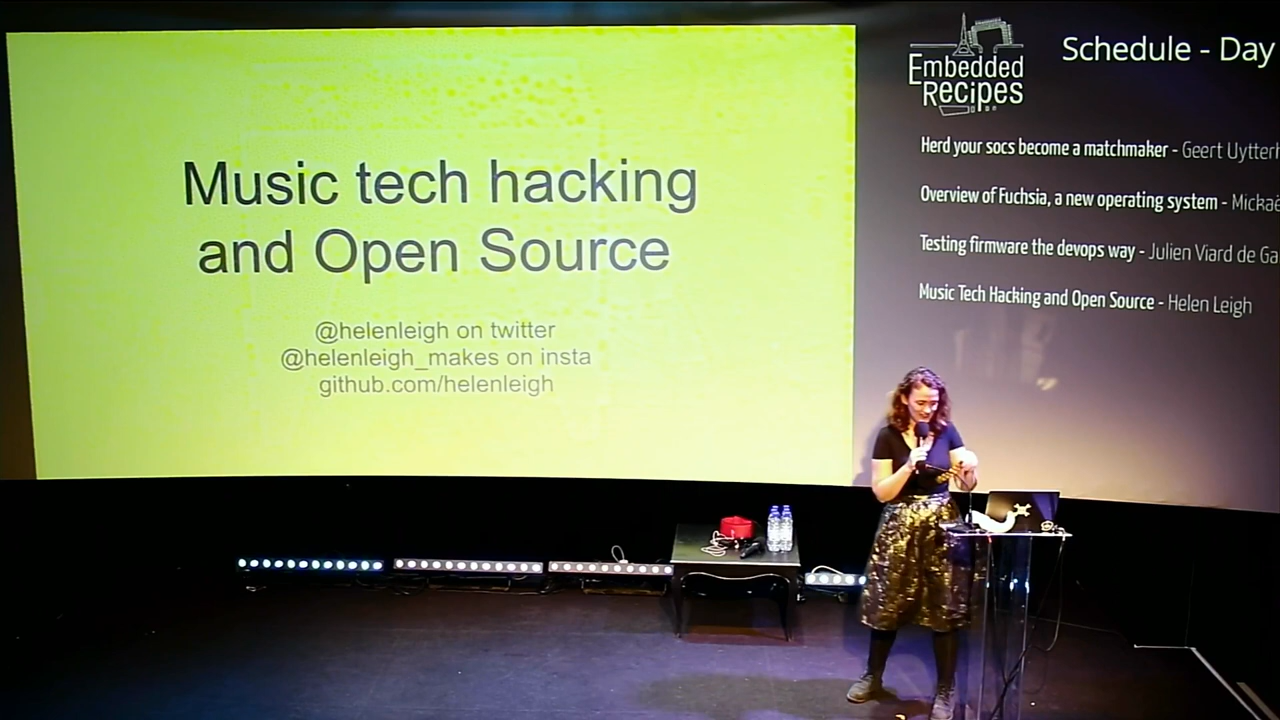 Music tech hacking
and Open Source
@helenleigh on twitter
@helenleigh_makes on insta
github.com/helenleigh
Embedded
Recipes
Schedule - Day
Herd your socs become a matchmaker - Geert
Overview of Fuchsia, a new operating system -
Testing firmware the devops way - Julien Viard de
Music Tech Hacking and Open Source - Helen Leigh